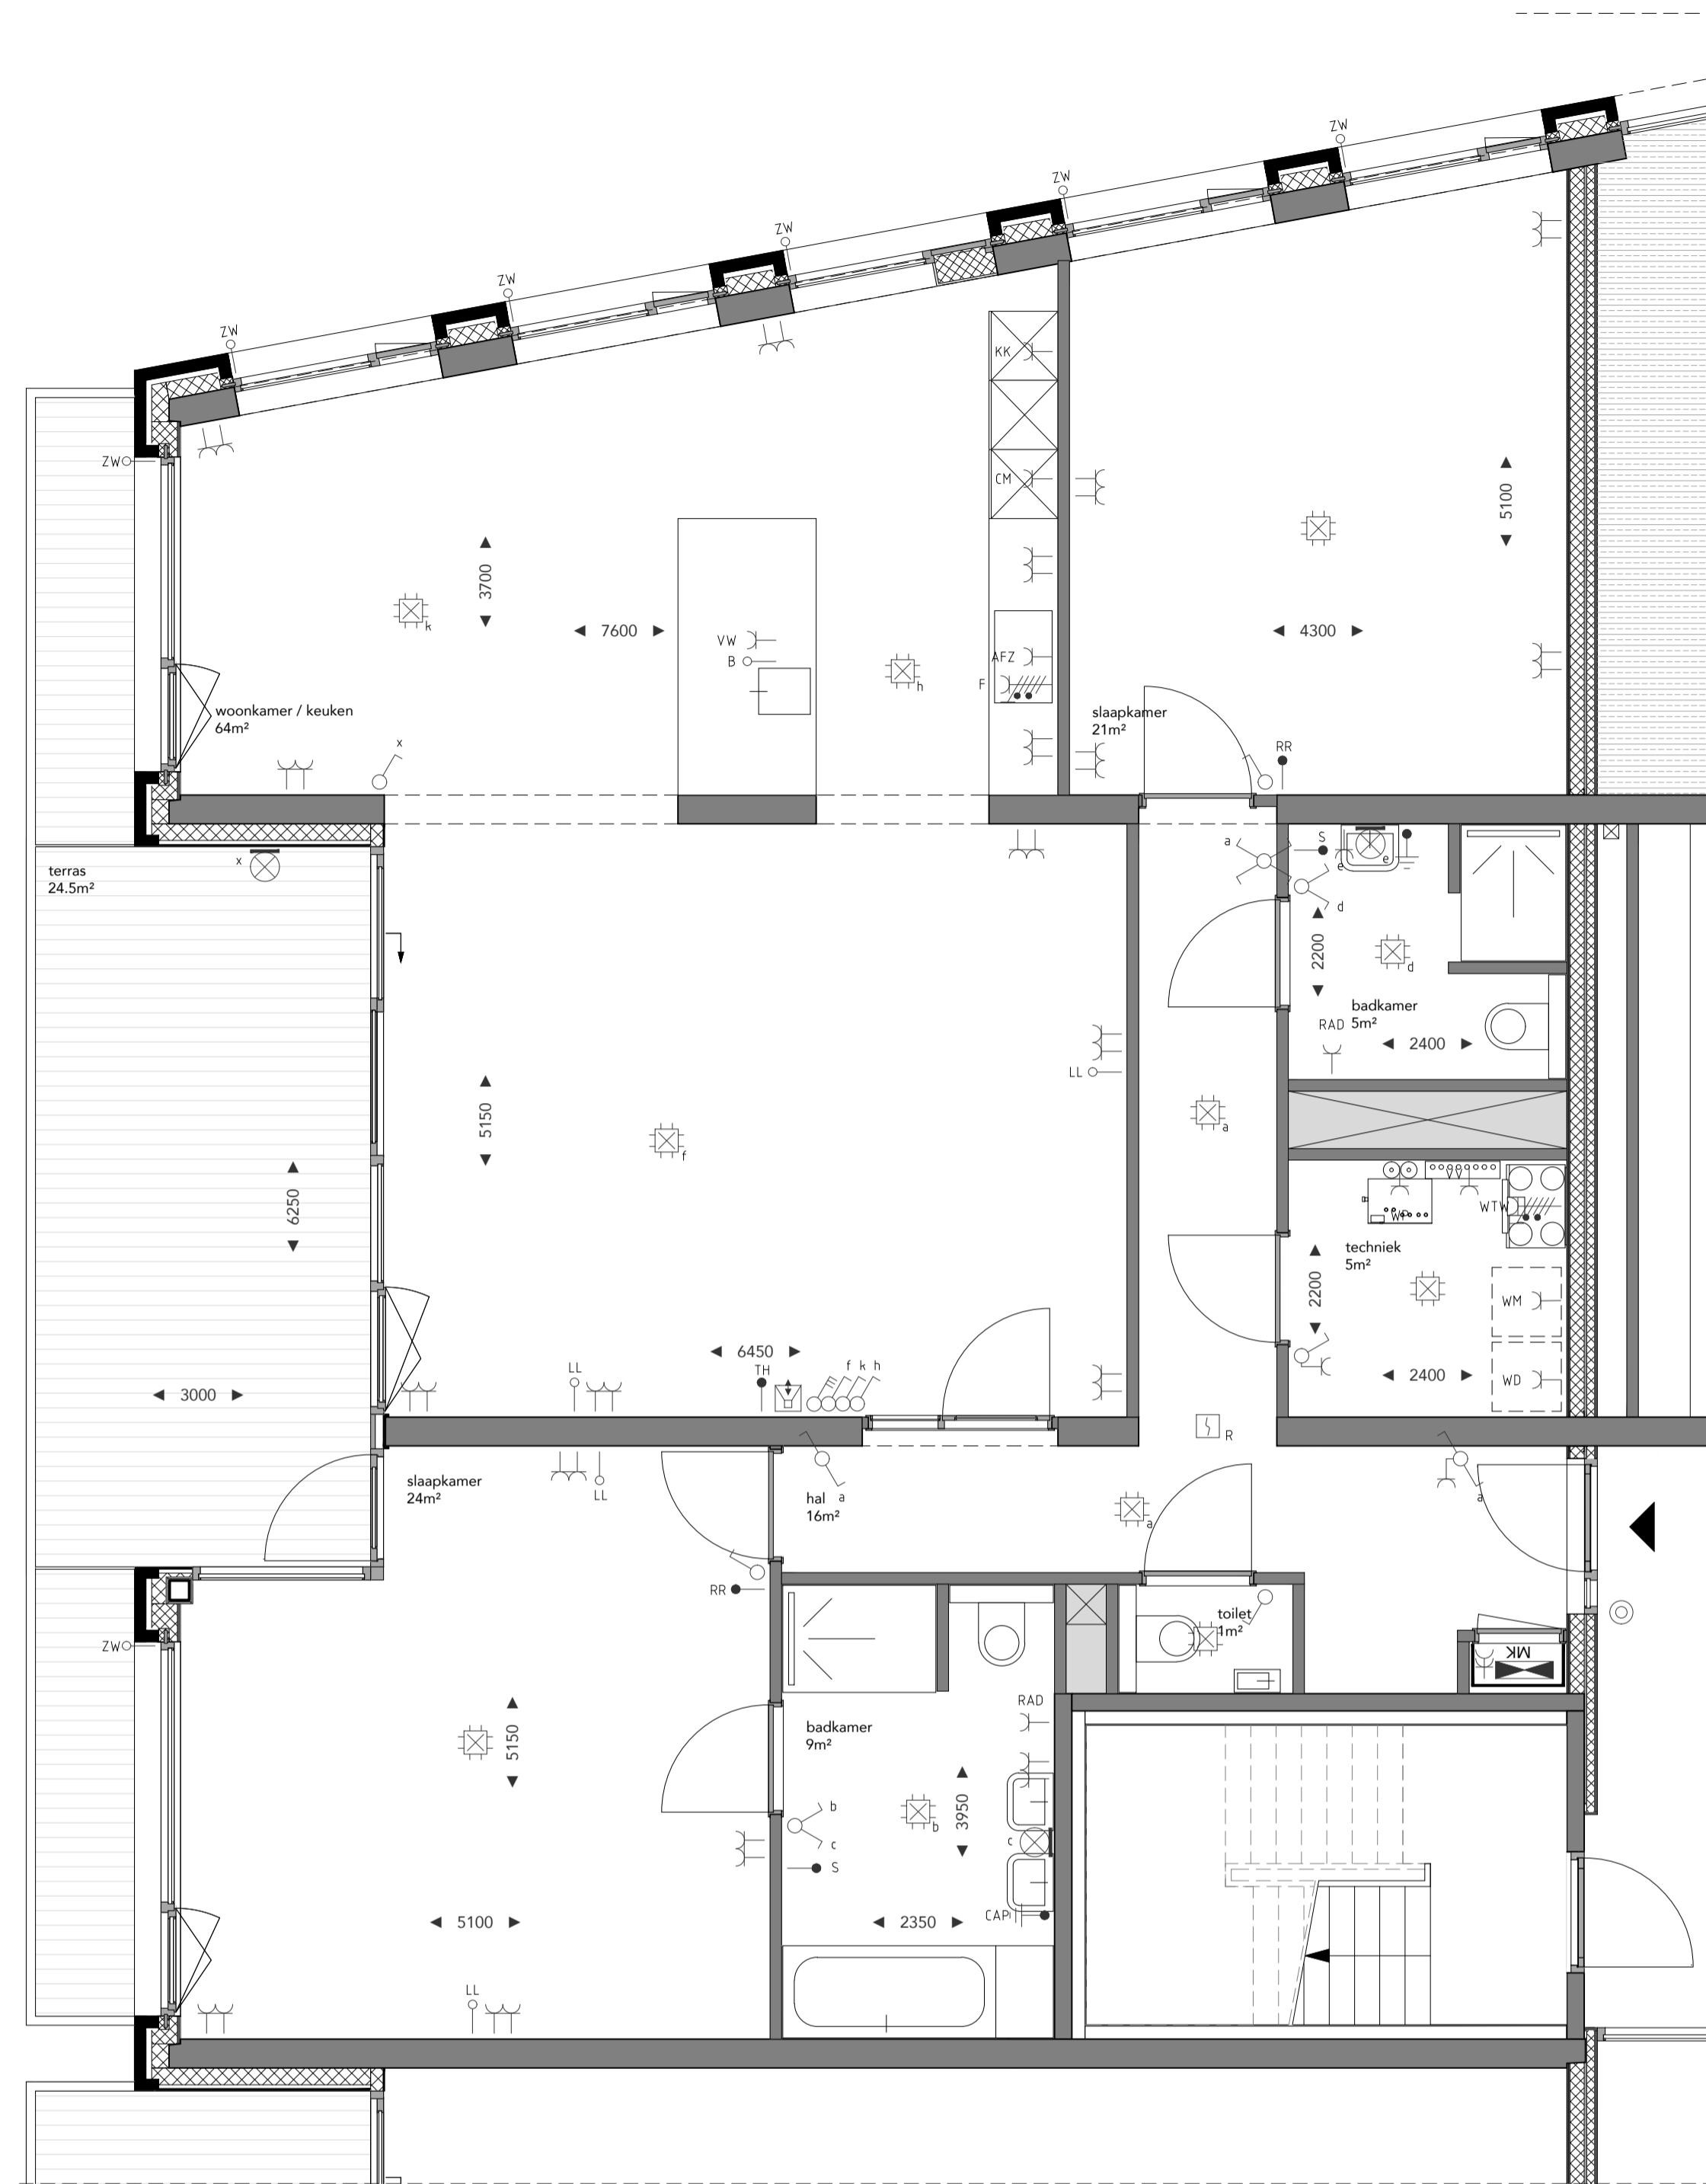 ZW
ZW
ZW
ZW
ZW
KK
ZW
CM
5100
3700
k
7600
4300
VW
B
AFZ
h
F
woonkamer / keuken
64m²
slaapkamer
21m²
x
RR
a
S
e
e
x
terras
24.5m²
d
2200
d
badkamer
5m²
RAD
2400
LL
5150
a
f
6250
VV
WTW
WP
techniek
5m²
2200
WM
6450
LL
TH
f k h
3000
2400
WD
R
slaapkamer
24m²
LL
hal
16m²
a
a
a
RR
toilet
1m²
ZW
MK
RAD
badkamer
9m²
5150
3950
b
b
c
c
S
CAP
5100
2350
LL